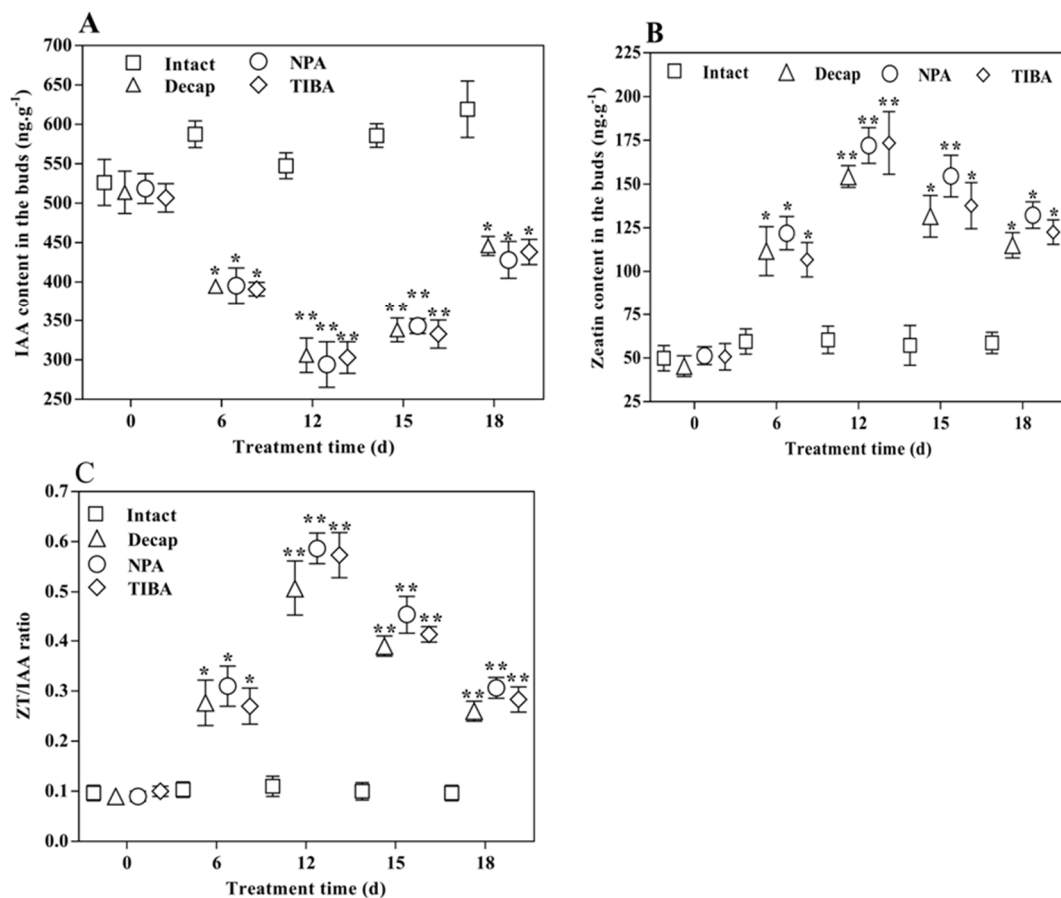 A
700
650
600
550
500
450
400
350
300
250
IAA content in the buds (ng.g⁻¹)
Intact NPA
Decap TIBA
* * *
** ** **
** ** **
* * *
0 6 12 15 18
Treatment time (d)
B
225
200
175
150
125
100
75
50
25
Zeatin content in the buds (ng.g⁻¹)
Intact Decap NPA TIBA
* * *
** ** **
* ** *
* * *
0 6 12 15 18
Treatment time (d)
C
0.7
0.6
0.5
0.4
0.3
0.2
0.1
0.0
ZT/IAA ratio
Intact
Decap
NPA
TIBA
* * *
** ** **
** ** **
** ** **
0 6 12 15 18
Treatment time (d)